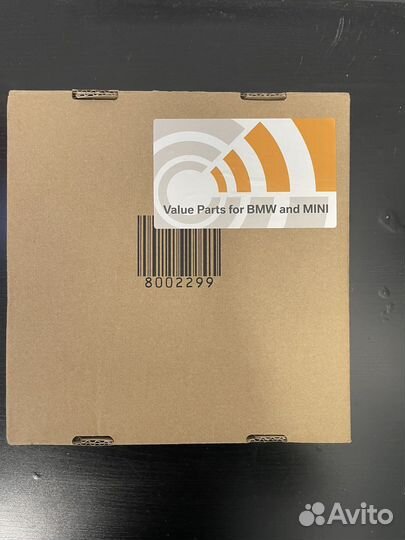 Value Parts for BMW and MINI
8002299
Avito